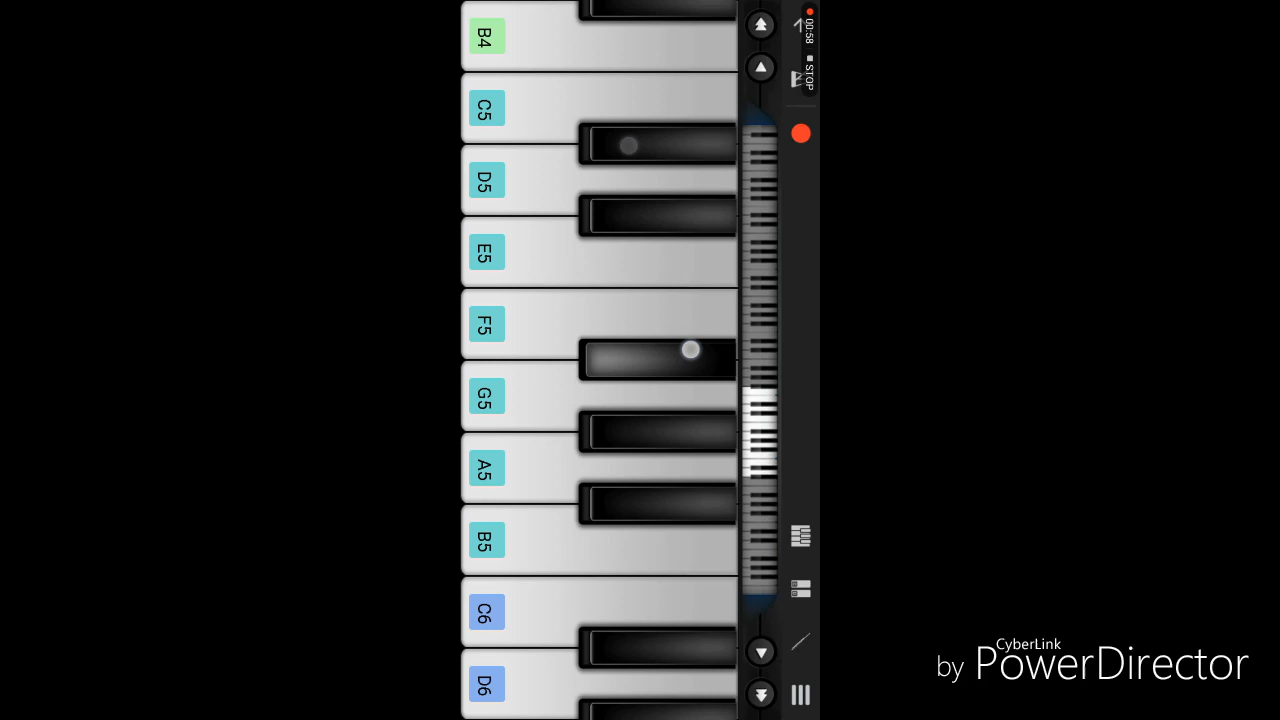 00:58 STOP
B4
C5
D5
E5
F5
G5
A5
B5
C6
D6
CyberLink
by PowerDirector